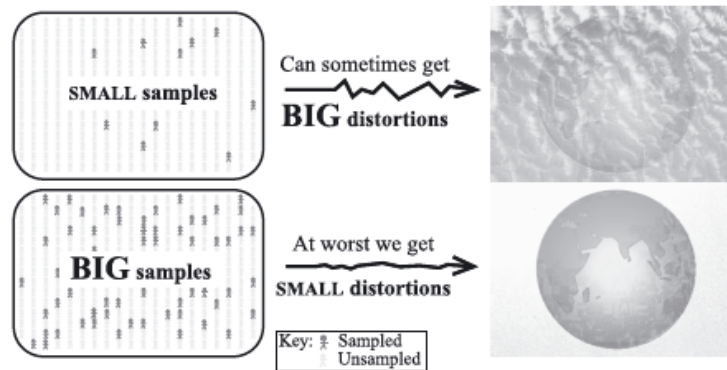 SMALL samples
Can sometimes get
BIG distortions
BIG samples
At worst we get
SMALL distortions
Key: Sampled
Unsampled